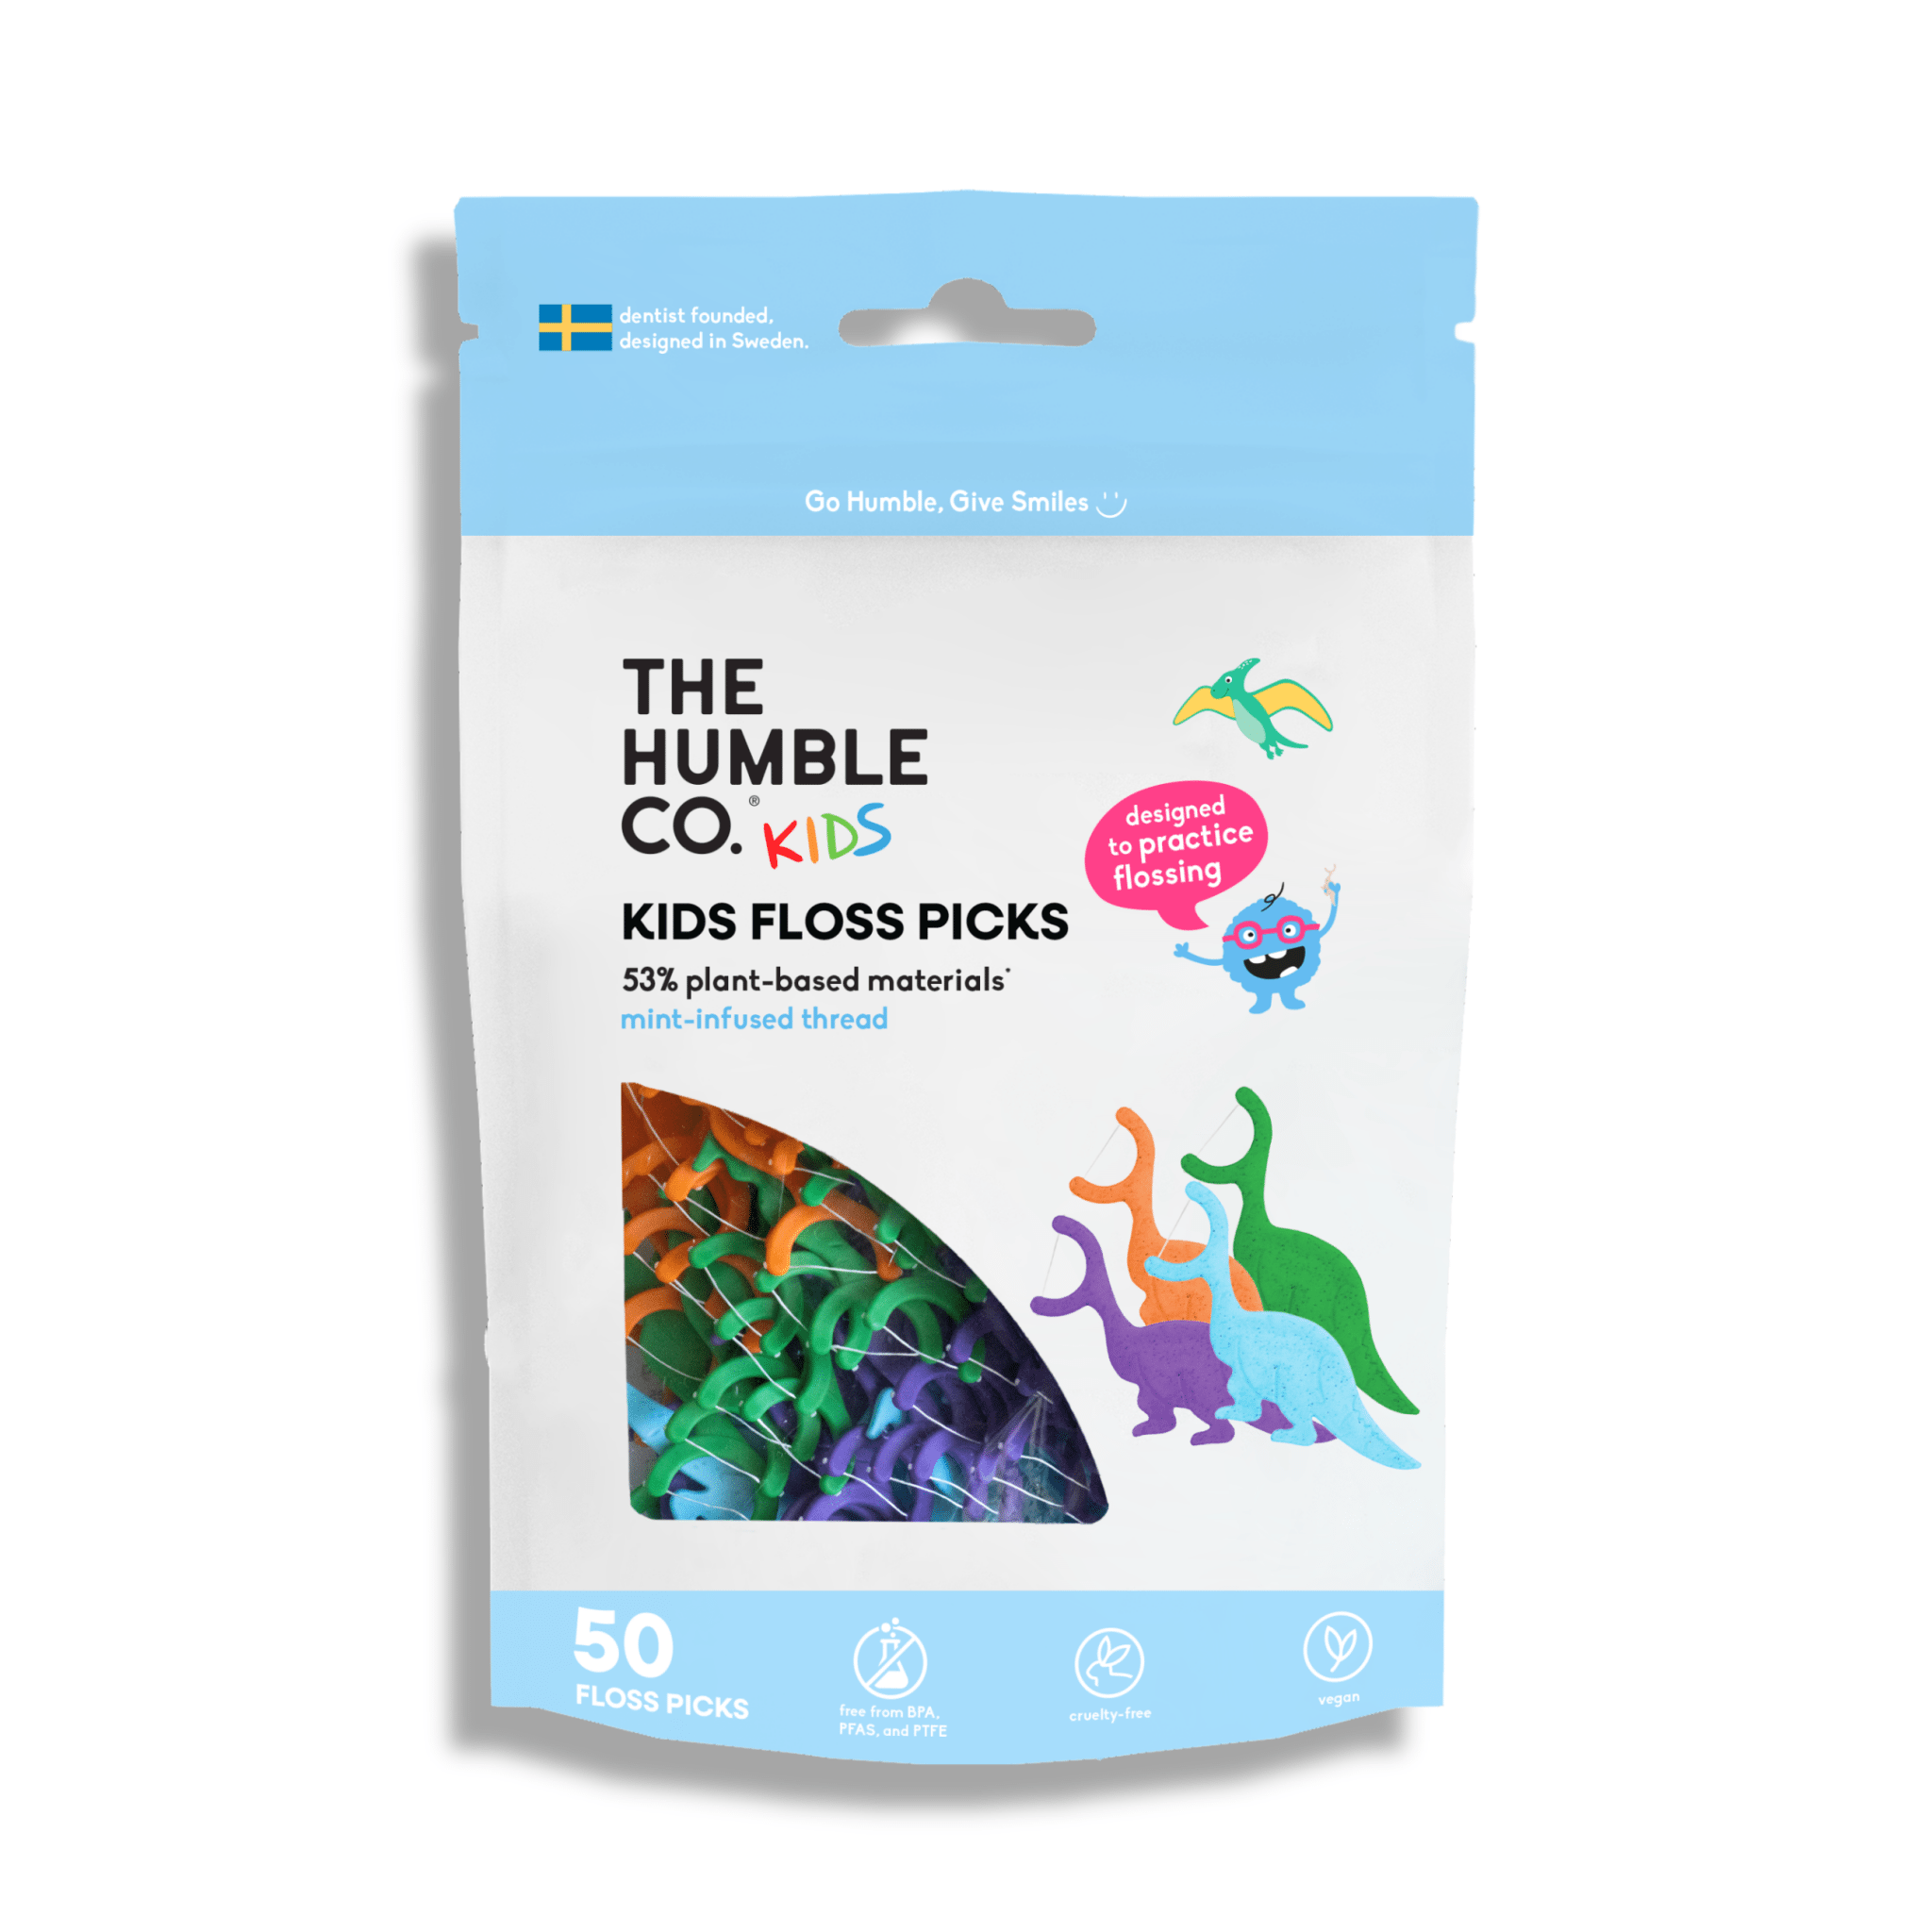 dentist founded,
designed in Sweden.
Go Humble, Give Smiles
THE
HUMBLE
CO.® KIDS
KIDS FLOSS PICKS
53% plant-based materials*
mint-infused thread
designed
to practice
flossing
50
FLOSS PICKS
free from BPA,
PFAS, and PTFE
cruelty-free
vegan